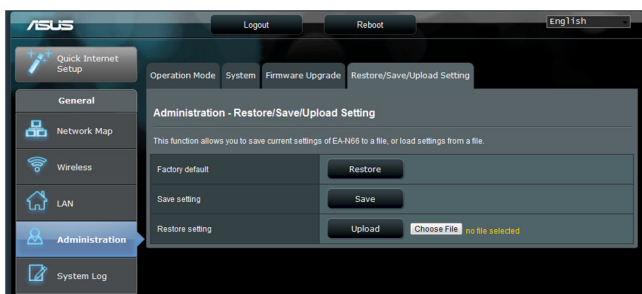 ASUS
Logout
Reboot
English
Quick Internet
Setup
Operation Mode
System
Firmware Upgrade
Restore/Save/Upload Setting
General
Network Map
Wireless
LAN
Administration
System Log
Administration - Restore/Save/Upload Setting
This function allows you to save current settings of EA-N66 to a file, or load settings from a file.
Factory default
Restore
Save setting
Save
Restore setting
Upload
Choose File
no file selected